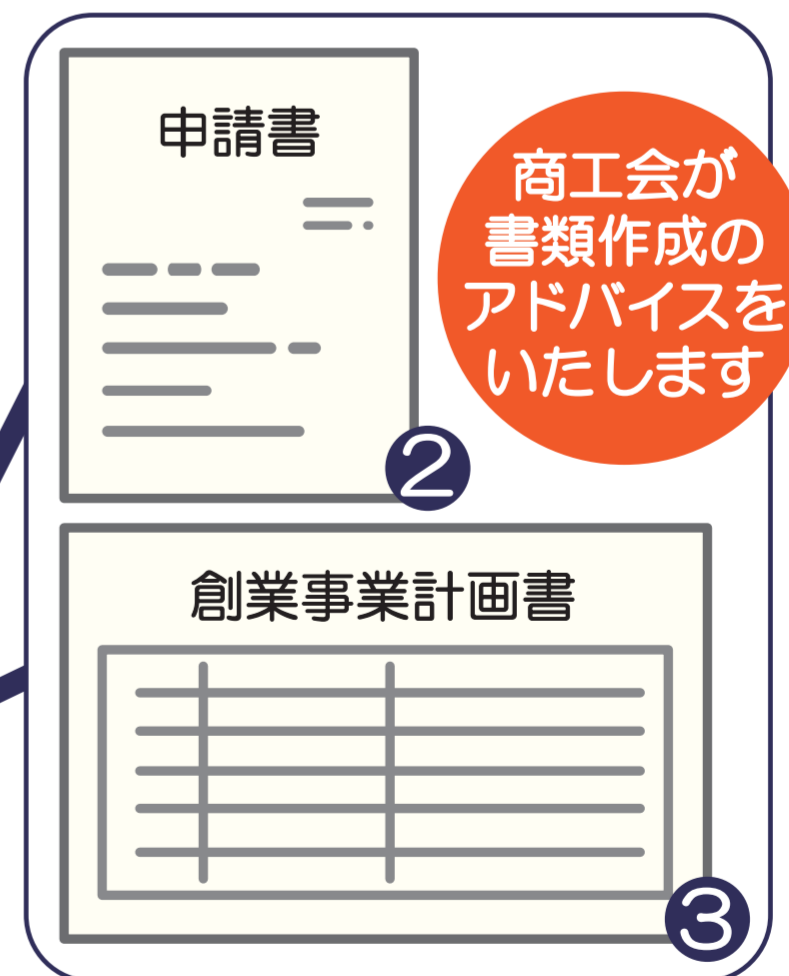 申請書
商工会が
書類作成の
アドバイスを
いたします
2
創業事業計画書
3